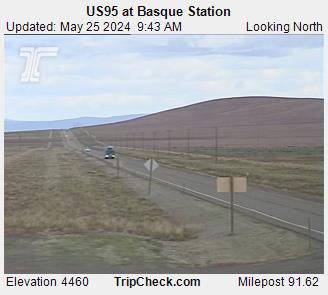 US95 at Basque Station
Updated: May 25 2024 9:43 AM Looking North
Elevation 4460 TripCheck.com Milepost 91.62